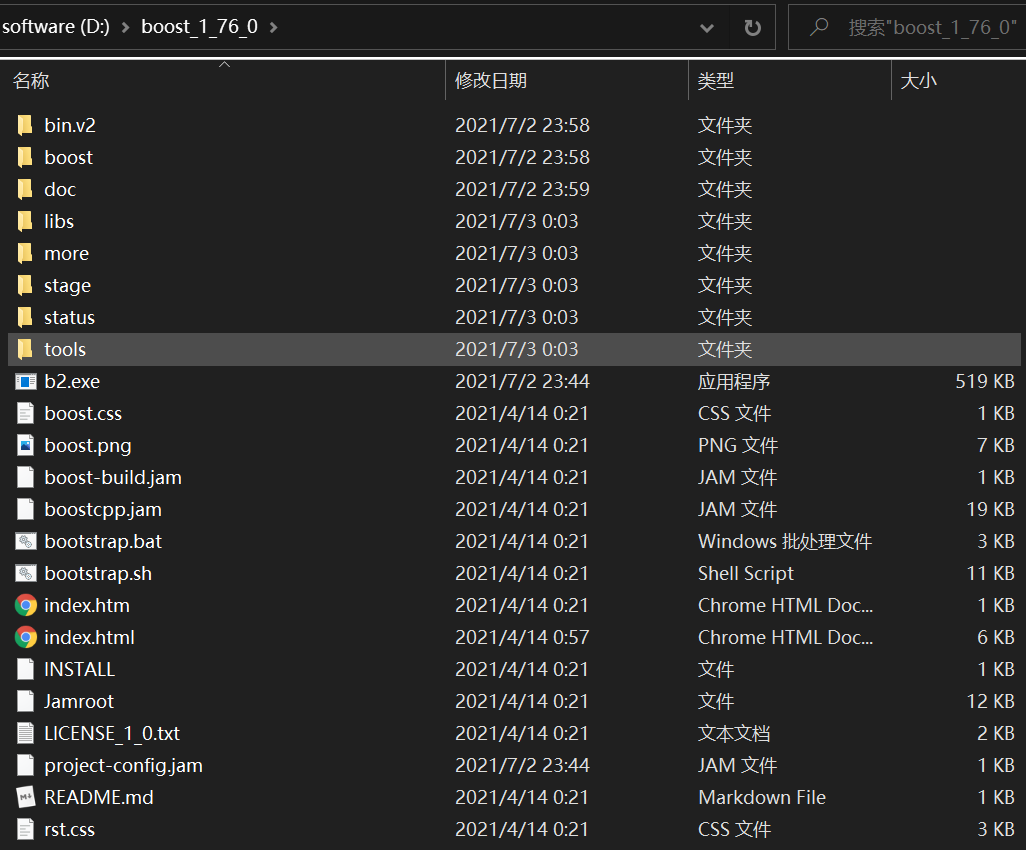 software (D:) > boost_1_76_0 >
搜索"boost_1_76_0"
名称 修改日期 类型 大小
bin.v2 2021/7/2 23:58 文件夹
boost 2021/7/2 23:58 文件夹
doc 2021/7/2 23:59 文件夹
libs 2021/7/3 0:03 文件夹
more 2021/7/3 0:03 文件夹
stage 2021/7/3 0:03 文件夹
status 2021/7/3 0:03 文件夹
tools 2021/7/3 0:03 文件夹
b2.exe 2021/7/2 23:44 应用程序 519 KB
boost.css 2021/4/14 0:21 CSS 文件 1 KB
boost.png 2021/4/14 0:21 PNG 文件 7 KB
boost-build.jam 2021/4/14 0:21 JAM 文件 1 KB
boostcpp.jam 2021/4/14 0:21 JAM 文件 19 KB
bootstrap.bat 2021/4/14 0:21 Windows 批处理文件 3 KB
bootstrap.sh 2021/4/14 0:21 Shell Script 11 KB
index.htm 2021/4/14 0:21 Chrome HTML Doc... 1 KB
index.html 2021/4/14 0:57 Chrome HTML Doc... 6 KB
INSTALL 2021/4/14 0:21 文件 1 KB
Jamroot 2021/4/14 0:21 文件 12 KB
LICENSE_1_0.txt 2021/4/14 0:21 文本文档 2 KB
project-config.jam 2021/7/2 23:44 JAM 文件 1 KB
README.md 2021/4/14 0:21 Markdown File 1 KB
rst.css 2021/4/14 0:21 CSS 文件 3 KB